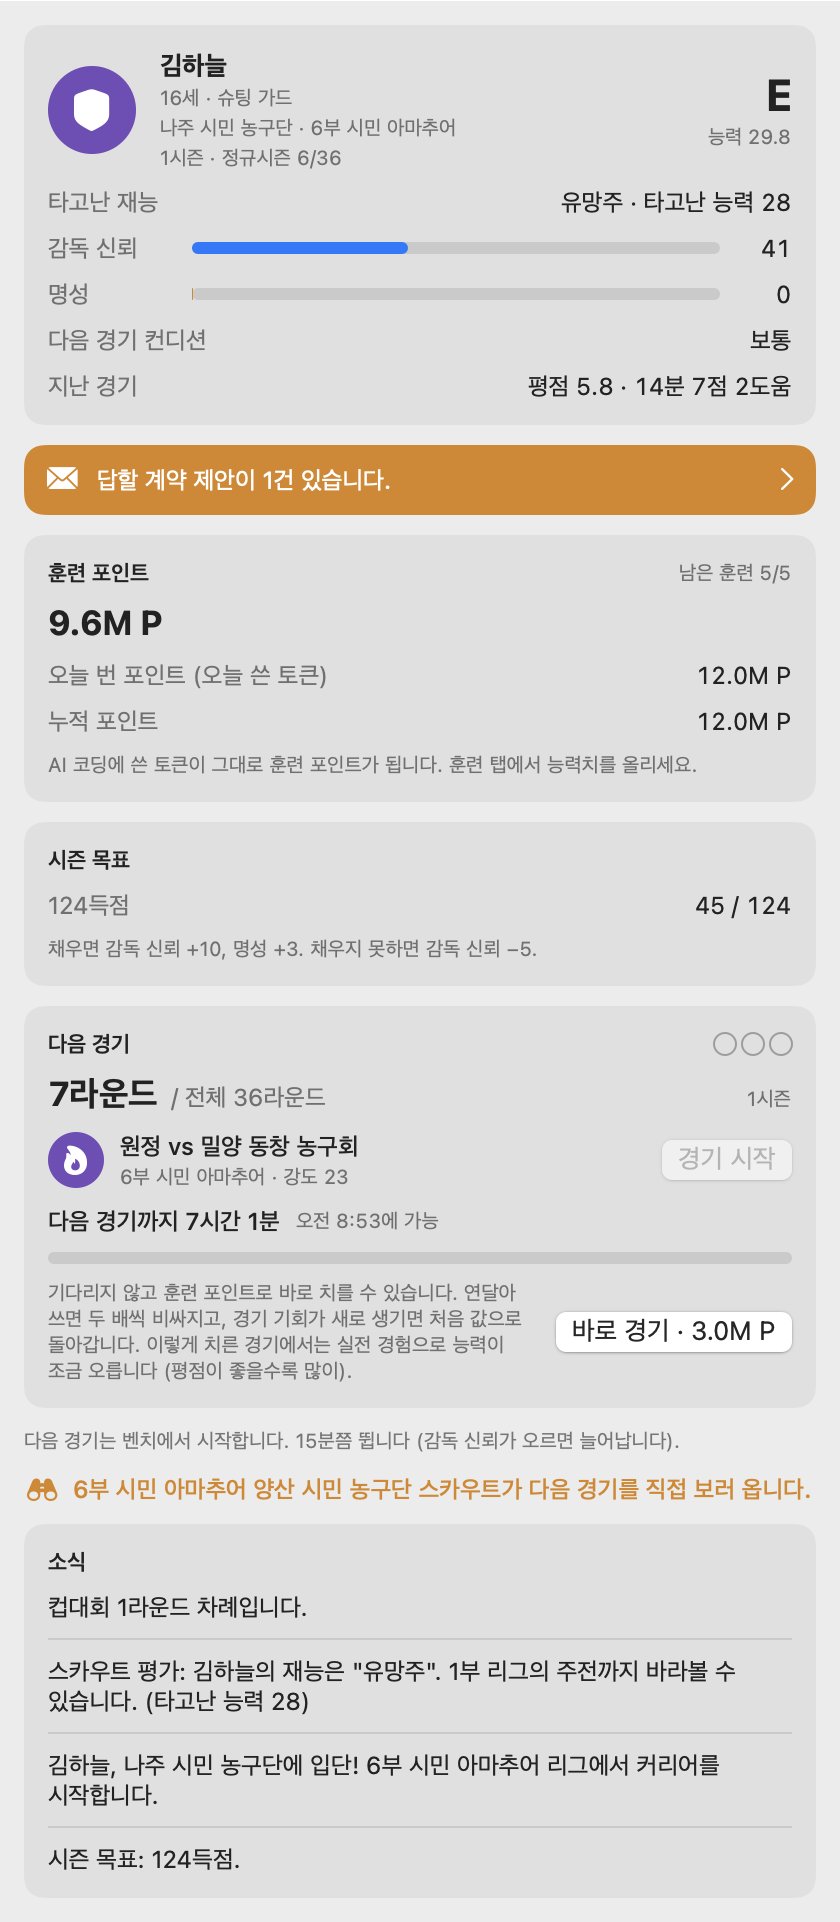 김하늘
16세 · 슈팅 가드
나주 시민 농구단 · 6부 시민 아마추어
1시즌 · 정규시즌 6/36
E
능력 29.8
타고난 재능 유망주 · 타고난 능력 28
감독 신뢰 41
명성 0
다음 경기 컨디션 보통
지난 경기 평점 5.8 · 14분 7점 2도움
답할 계약 제안이 1건 있습니다.
훈련 포인트 남은 훈련 5/5
9.6M P
오늘 번 포인트 (오늘 쓴 토큰) 12.0M P
누적 포인트 12.0M P
AI 코딩에 쓴 토큰이 그대로 훈련 포인트가 됩니다. 훈련 탭에서 능력치를 올리세요.
시즌 목표
124득점 45 / 124
채우면 감독 신뢰 +10, 명성 +3. 채우지 못하면 감독 신뢰 −5.
다음 경기
7라운드 / 전체 36라운드 1시즌
원정 vs 밀양 동창 농구회
6부 시민 아마추어 · 강도 23
경기 시작
다음 경기까지 7시간 1분 오전 8:53에 가능
기다리지 않고 훈련 포인트로 바로 치를 수 있습니다. 연달아
쓰면 두 배씩 비싸지고, 경기 기회가 새로 생기면 처음 값으로
돌아갑니다. 이렇게 치른 경기에서는 실전 경험으로 능력이
조금 오릅니다 (평점이 좋을수록 많이).
바로 경기 · 3.0M P
다음 경기는 벤치에서 시작합니다. 15분쯤 뜁니다 (감독 신뢰가 오르면 늘어납니다).
6부 시민 아마추어 양산 시민 농구단 스카우트가 다음 경기를 직접 보러 옵니다.
소식
컵대회 1라운드 차례입니다.
스카우트 평가: 김하늘의 재능은 "유망주". 1부 리그의 주전까지 바라볼 수
있습니다. (타고난 능력 28)
김하늘, 나주 시민 농구단에 입단! 6부 시민 아마추어 리그에서 커리어를
시작합니다.
시즌 목표: 124득점.